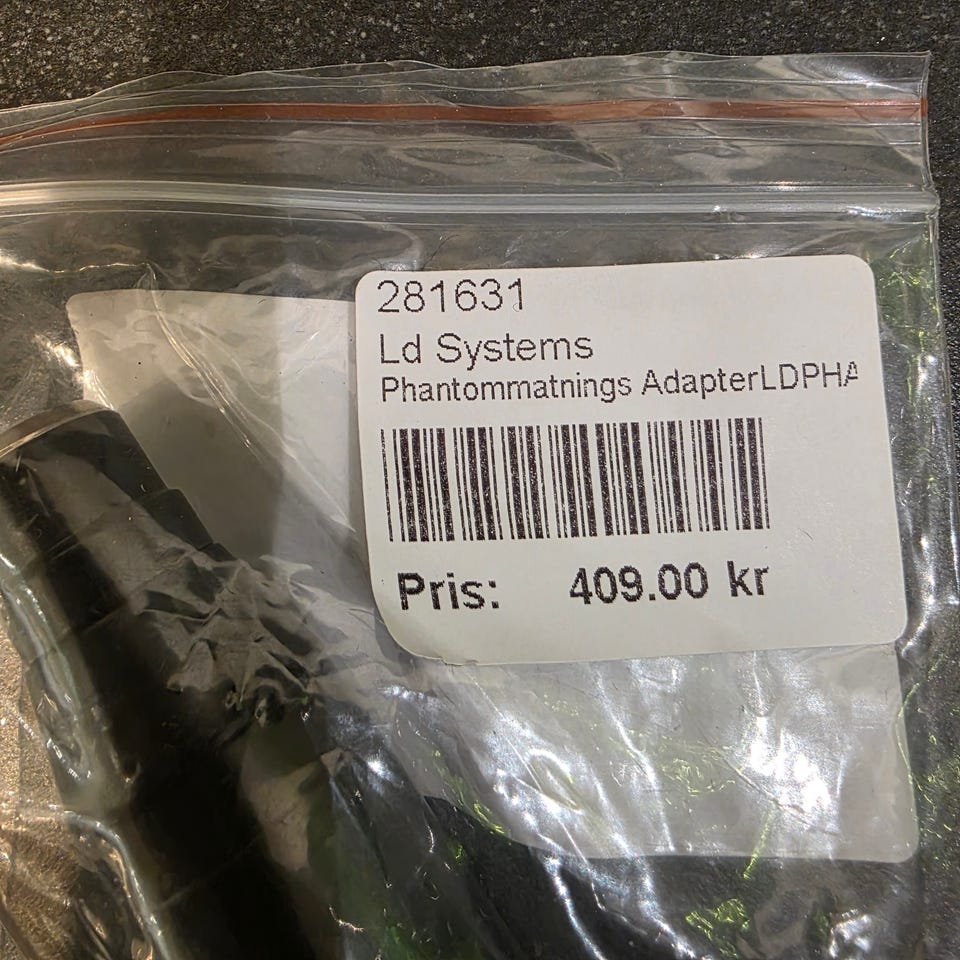 281631
Ld Systems
Phantommatnings AdapterLDPHA
Pris: 409.00 kr